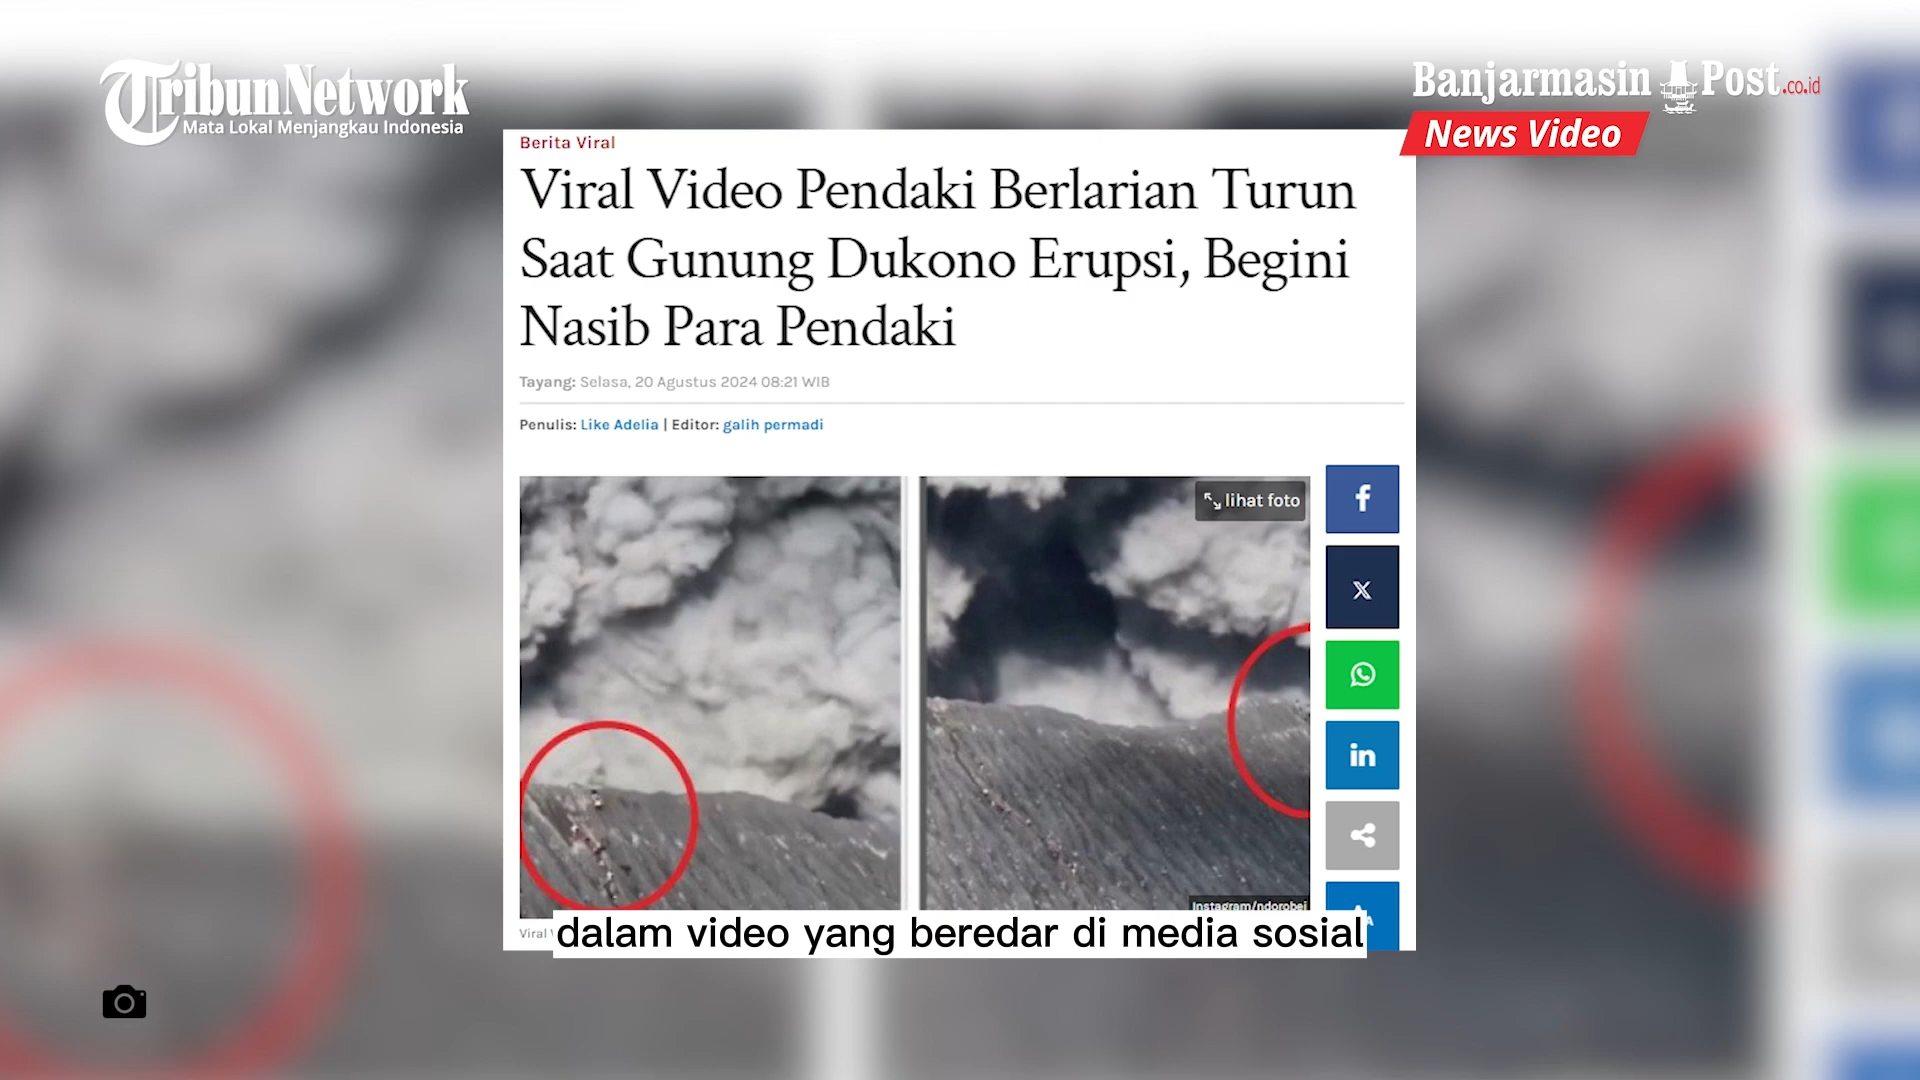 TribunNetwork
Mata Lokal Menjangkau Indonesia
Banjarmasin Post.co.id
News Video
Berita Viral
Viral Video Pendaki Berlarian Turun
Saat Gunung Dukono Erupsi, Begini
Nasib Para Pendaki
Tayang: Selasa, 20 Agustus 2024 08:21 WIB
Penulis: Like Adelia | Editor: galih permadi
lihat foto
Instagram/ndorobei
Viral
dalam video yang beredar di media sosial